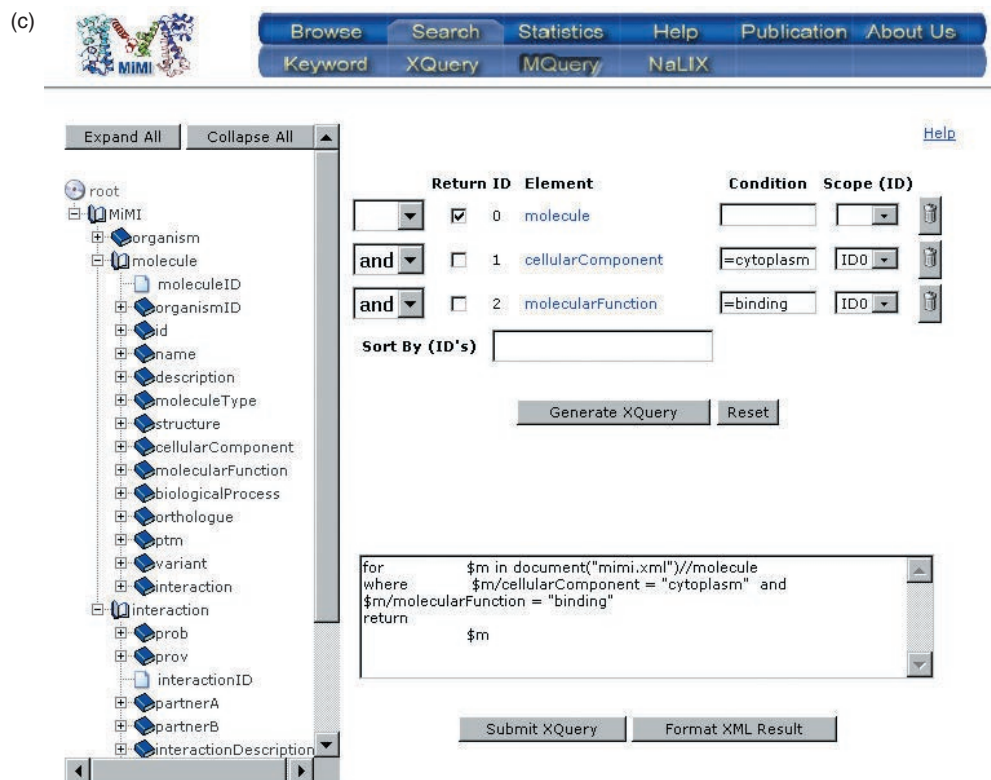 (c)
MiMI
Browse Search Statistics Help Publication About Us
Keyword XQuery MQuery NaLIX
Expand All Collapse All
Help
root
MiMI
organism
molecule
moleculeID
organismID
id
name
description
moleculeType
structure
cellularComponent
molecularFunction
biologicalProcess
orthologue
ptm
variant
interaction
interaction
prob
prov
interactionID
partnerA
partnerB
interactionDescription
Return ID Element Condition Scope (ID)
0 molecule
and 1 cellularComponent =cytoplasm ID0
and 2 molecularFunction =binding ID0
Sort By (ID's)
Generate XQuery Reset
for $m in document("mimi.xml")//molecule
where $m/cellularComponent = "cytoplasm" and
$m/molecularFunction = "binding"
return
$m
Submit XQuery Format XML Result